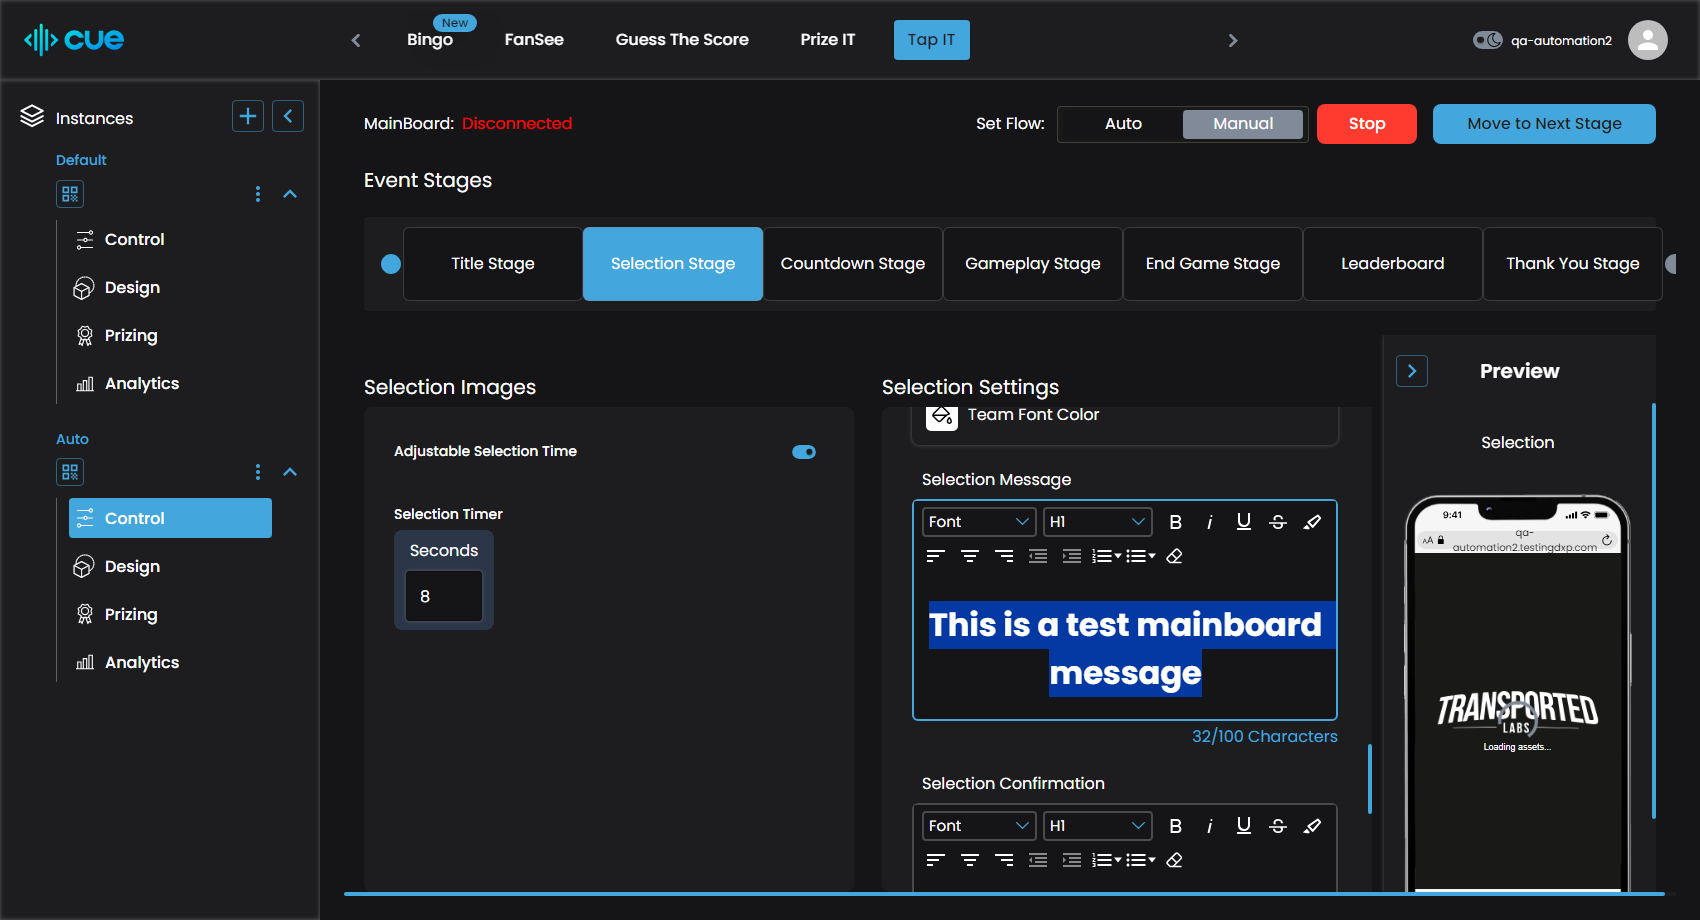 cue
New
Bingo
FanSee
Guess The Score
Prize IT
Tap IT
qa-automation2
Instances
Default
Control
Design
Prizing
Analytics
Auto
Control
Design
Prizing
Analytics
MainBoard: Disconnected
Set Flow:
Auto
Manual
Stop
Move to Next Stage
Event Stages
Title Stage
Selection Stage
Countdown Stage
Gameplay Stage
End Game Stage
Leaderboard
Thank You Stage
Selection Images
Adjustable Selection Time
Selection Timer
Seconds
8
Selection Settings
Team Font Color
Selection Message
Font
H1
B
i
U
S
This is a test mainboard
message
32/100 Characters
Selection Confirmation
Font
H1
B
i
U
S
Preview
Selection
9:41
AA
qa-
automation2.testingdxp.com
TRANSPORTED
LABS
Loading assets...